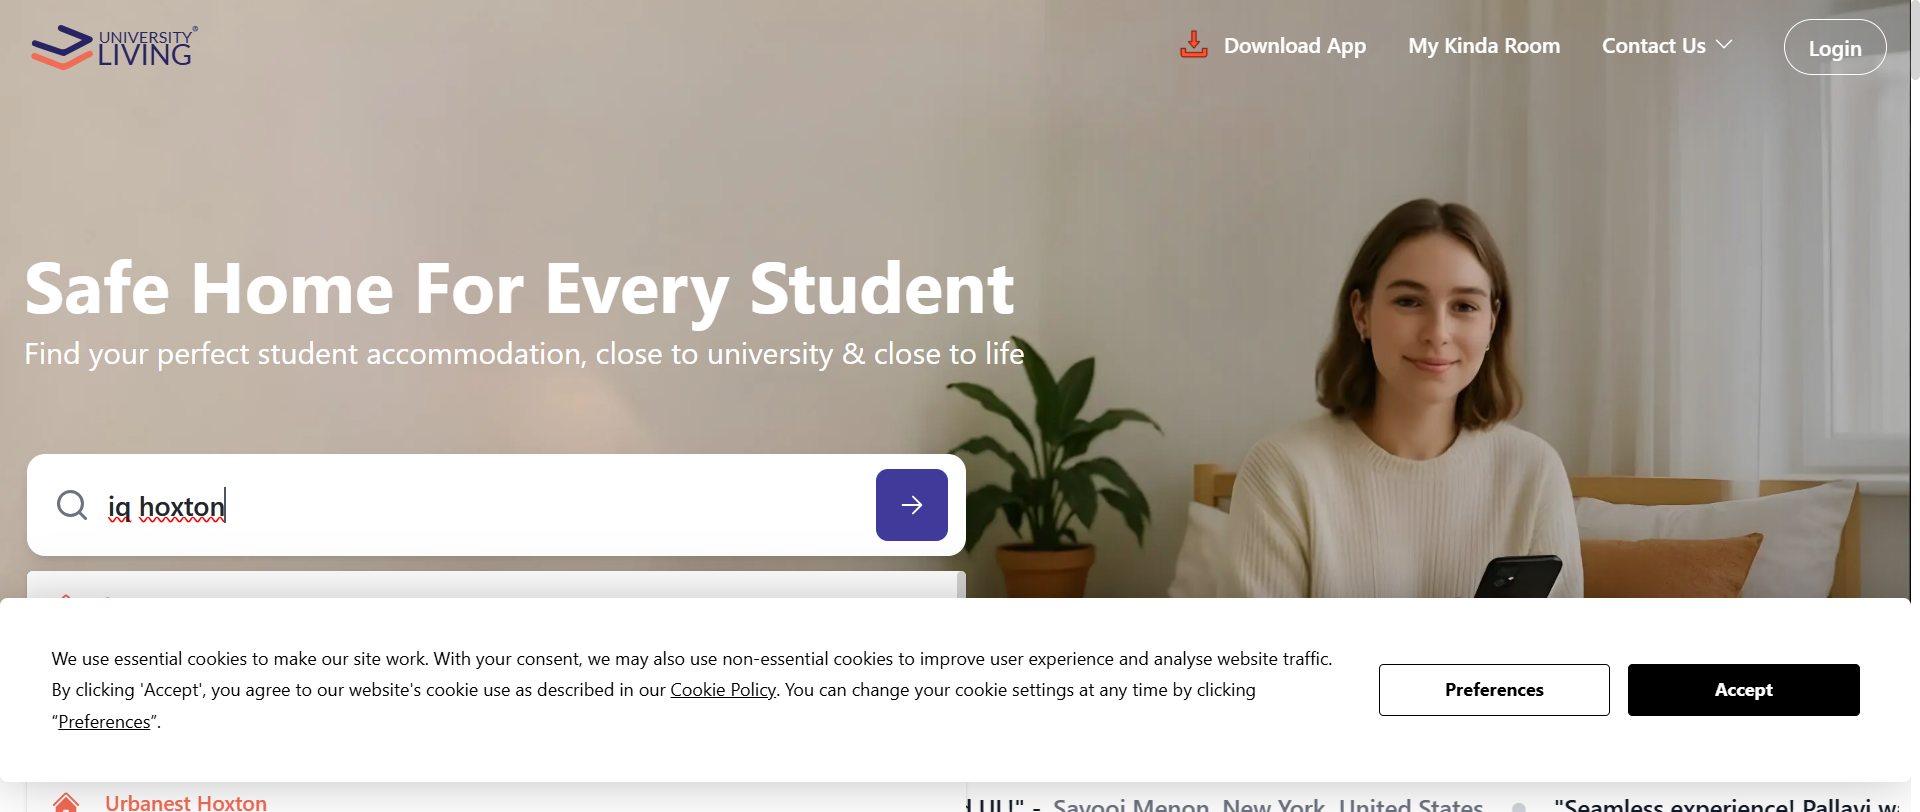 UNIVERSITY
LIVING
®
Download App
My Kinda Room
Contact Us
Login
Safe Home For Every Student
Find your perfect student accommodation, close to university & close to life
iq hoxton
We use essential cookies to make our site work. With your consent, we may also use non-essential cookies to improve user experience and analyse website traffic.
By clicking 'Accept', you agree to our website's cookie use as described in our Cookie Policy. You can change your cookie settings at any time by clicking
“Preferences”.
Preferences
Accept
Urbanest Hoxton
UL!" - Savooj Menon, New York, United States
"Seamless experience! Pallavi